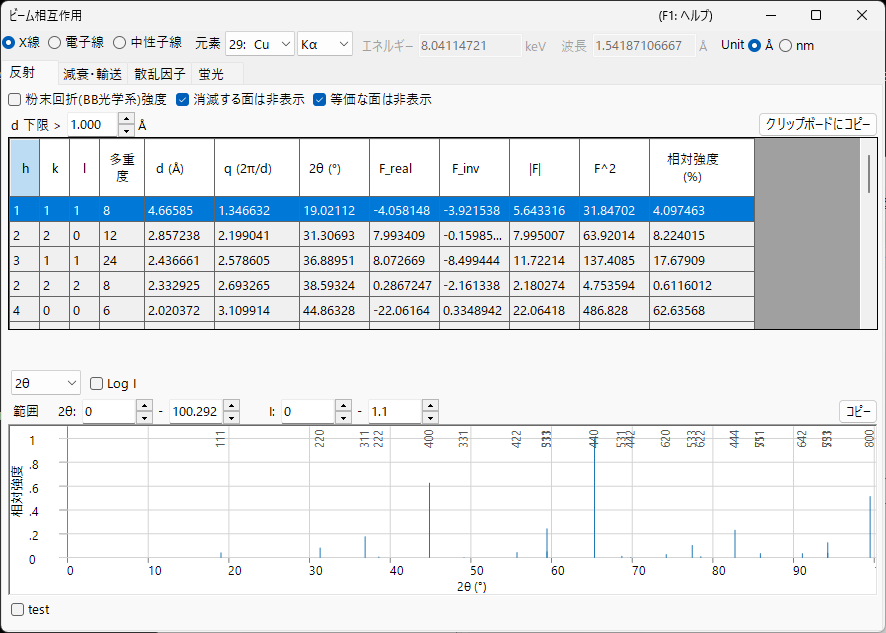 ビーム相互作用 (F1: ヘルプ)
X線 電子線 中性子線 元素 29: Cu Kα エネルギー 8.04114721 keV 波長 1.54187106667 Å Unit Å nm
反射 減衰・輸送 散乱因子 蛍光
粉末回折(BB光学系)強度 消滅する面は非表示 等価な面は非表示
d 下限 > 1.000 Å クリップボードにコピー
h k l 多重度 d (Å) q (2π/d) 2θ (°) F_real F_inv |F| F^2 相対強度 (%)
1 1 1 8 4.66585 1.346632 19.02112 -4.058148 -3.921538 5.643316 31.84702 4.097463
2 2 0 12 2.857238 2.199041 31.30693 7.993409 -0.15985... 7.995007 63.92014 8.224015
3 1 1 24 2.436661 2.578605 36.88951 8.072669 -8.499444 11.72214 137.4085 17.67909
2 2 2 8 2.332925 2.693265 38.59324 0.2867247 -2.161338 2.180274 4.753594 0.6116012
4 0 0 6 2.020372 3.109914 44.86328 -22.06164 0.3348942 22.06418 486.828 62.63568
2θ Log I
範囲 2θ: 0 - 100.292 I: 0 - 1.1 コピー
111 220 311 222 400 331 422 440 531 442 620 533 622 444 642 800
1
.8
.6
.4
.2
0
相対強度
0 10 20 30 40 50 60 70 80 90
2θ (°)
test